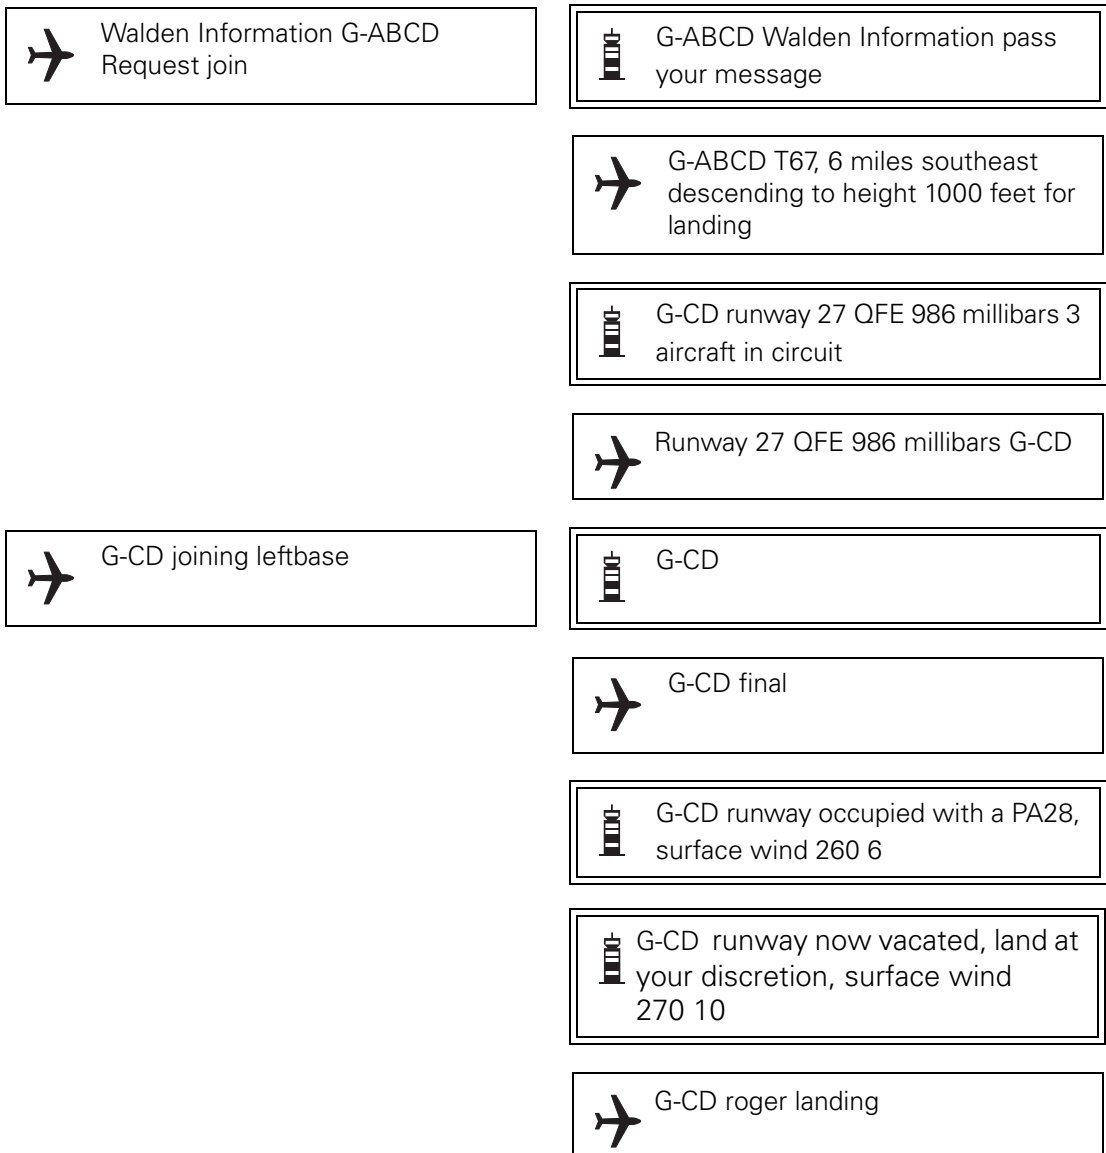 Walden Information G-ABCD
Request join
G-ABCD Walden Information pass
your message
G-ABCD T67, 6 miles southeast
descending to height 1000 feet for
landing
G-CD runway 27 QFE 986 millibars 3
aircraft in circuit
Runway 27 QFE 986 millibars G-CD
G-CD joining leftbase
G-CD
G-CD final
G-CD runway occupied with a PA28,
surface wind 260 6
G-CD runway now vacated, land at
your discretion, surface wind
270 10
G-CD roger landing